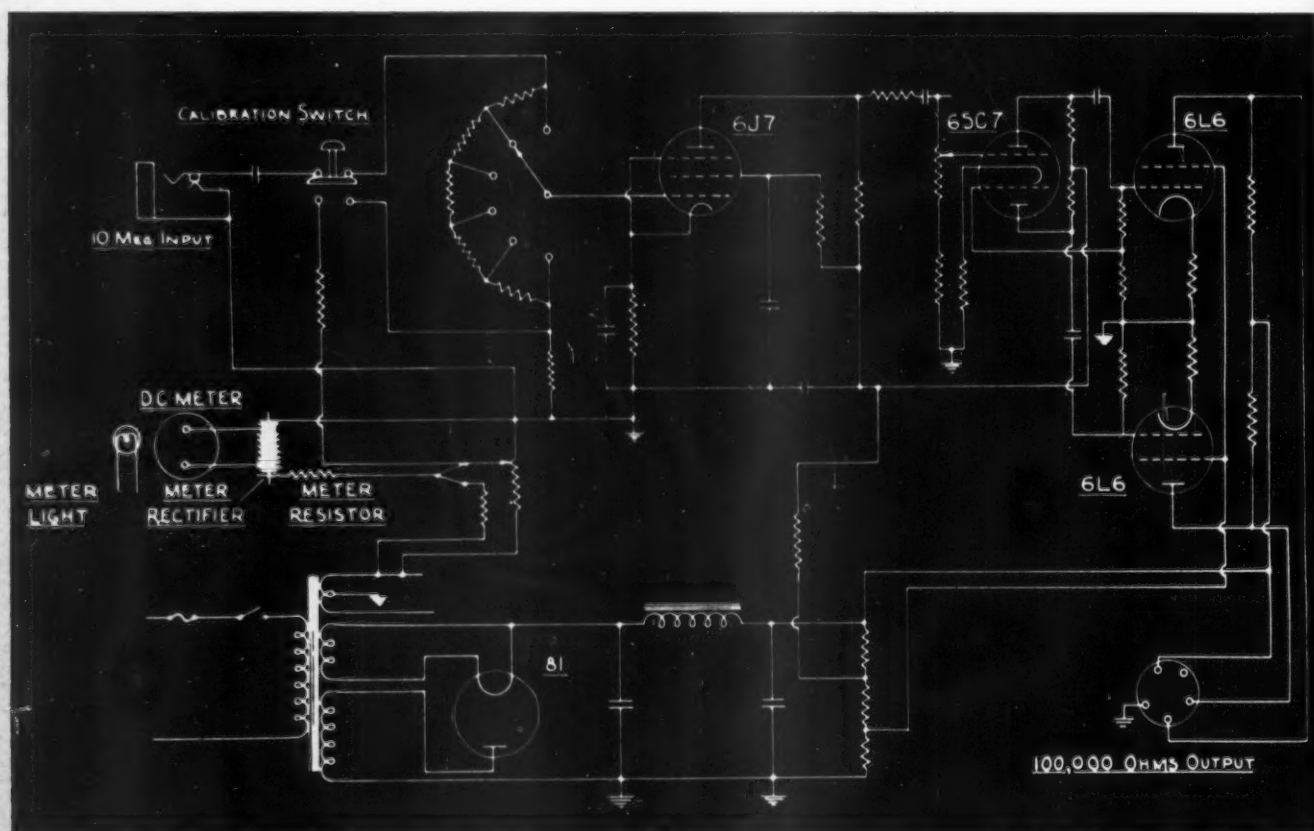 CALIBRATION SWITCH
6J7
6SC7
6L6
10 MEG INPUT
DC METER
METER
LIGHT
METER
RECTIFIER
METER
RESISTOR
6L6
81
100,000 OHMS OUTPUT